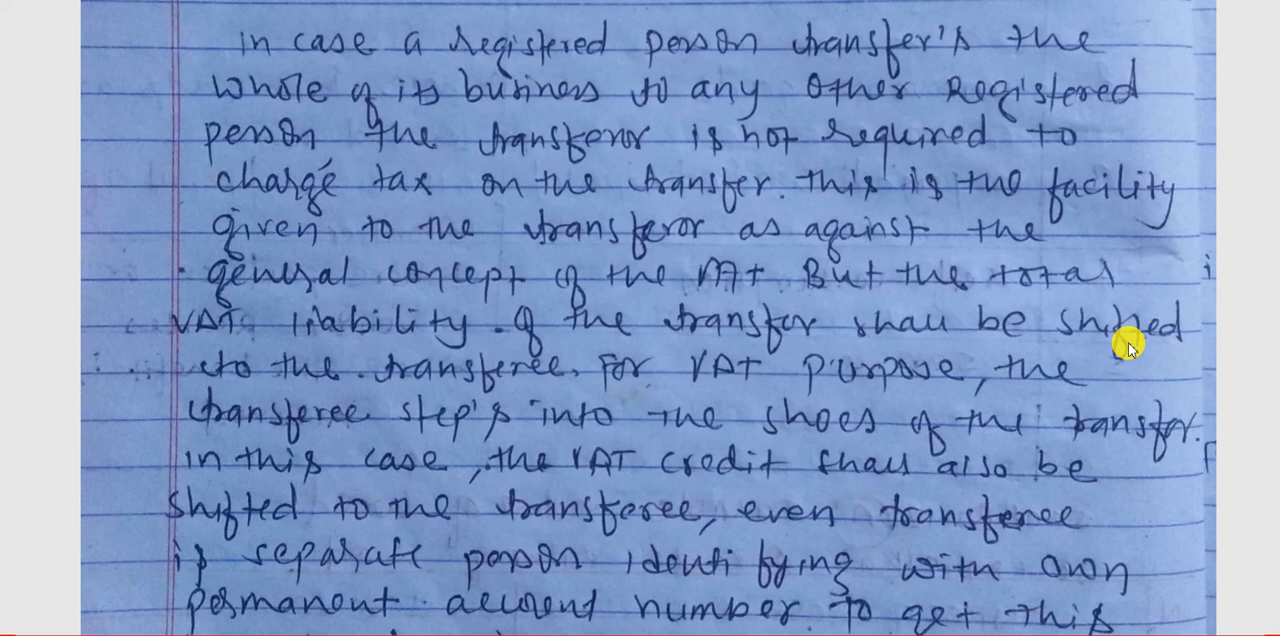 in case a registered person transfer's the
whole of its business to any other Registered
person the transferor is not required to
charge tax on the transfer. this is the facility
given to the transferor as against the
general concept of the VAT. But the total
VAT liability of the transfor shall be shifted
to the transferee. For VAT purpose, the
transferee step's into the shoes of the transfor.
in this case, the VAT credit shall also be
shifted to the transferee, even transferee
is separate person identifying with own
permanent account number. To get this